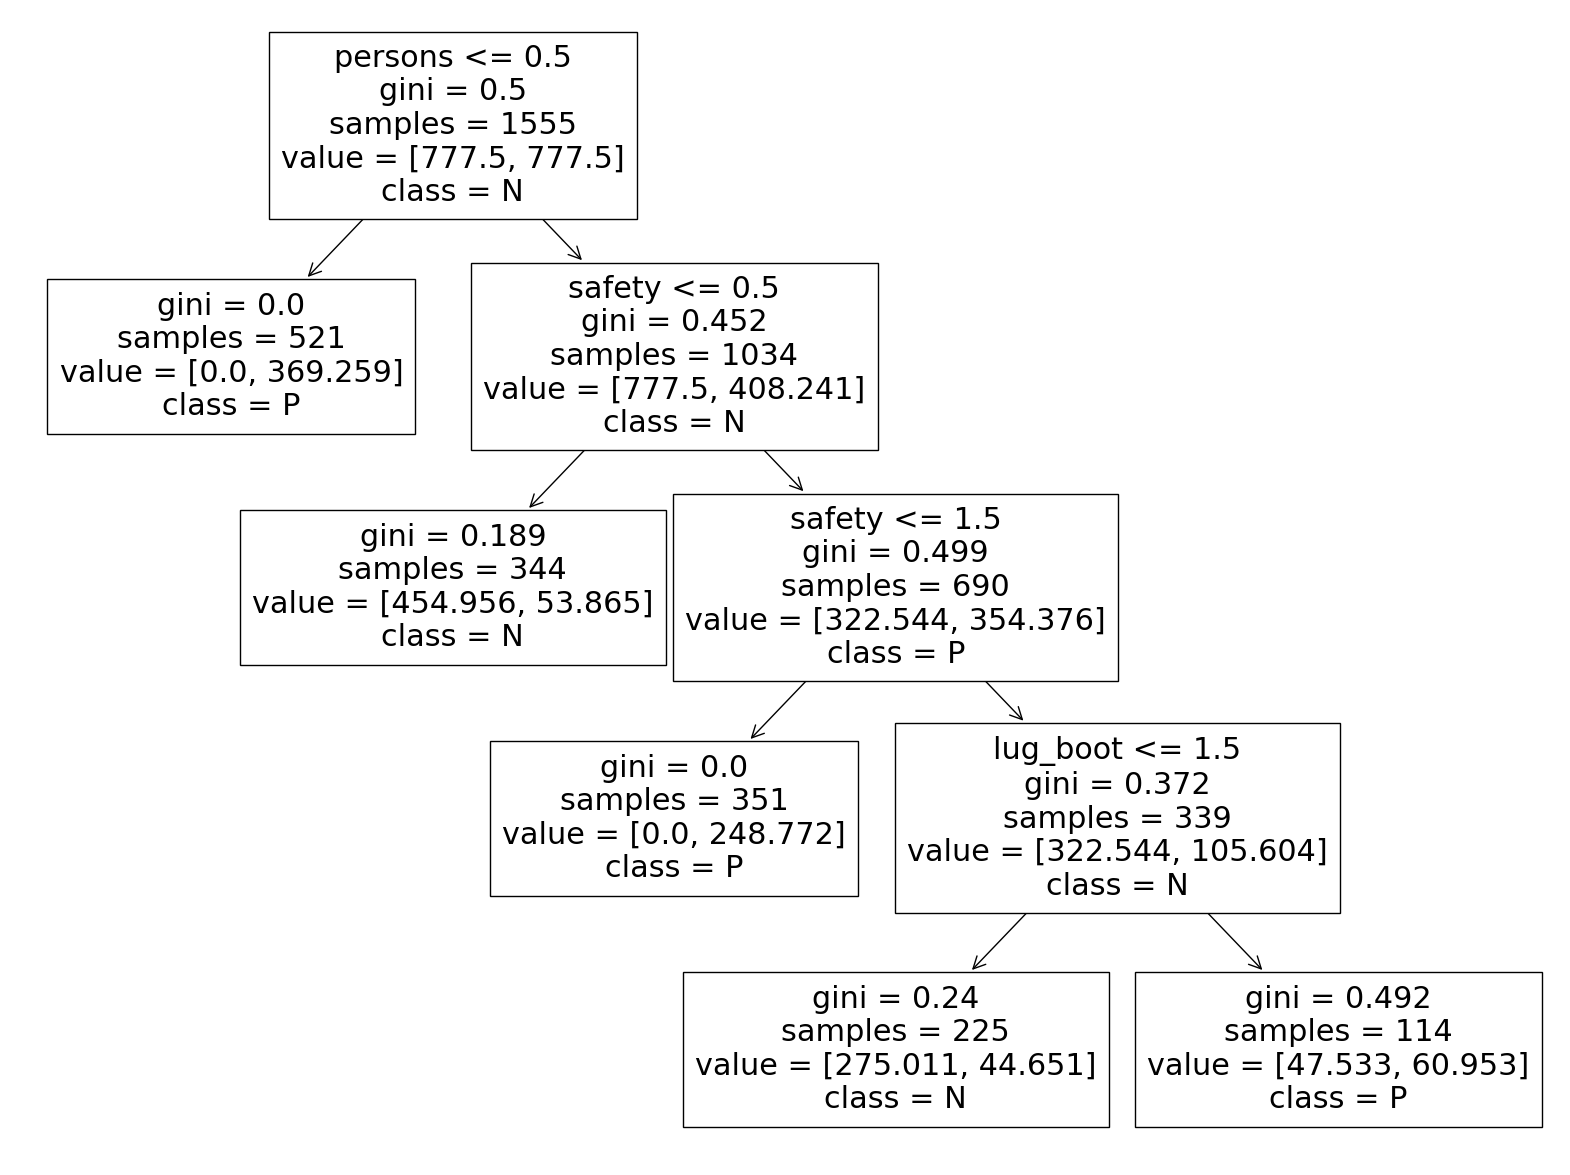 persons <= 0.5
gini = 0.5
samples = 1555
value = [777.5, 777.5]
class = N
gini = 0.0
samples = 521
value = [0.0, 369.259]
class = P
safety <= 0.5
gini = 0.452
samples = 1034
value = [777.5, 408.241]
class = N
gini = 0.189
samples = 344
value = [454.956, 53.865]
class = N
safety <= 1.5
gini = 0.499
samples = 690
value = [322.544, 354.376]
class = P
gini = 0.0
samples = 351
value = [0.0, 248.772]
class = P
lug_boot <= 1.5
gini = 0.372
samples = 339
value = [322.544, 105.604]
class = N
gini = 0.24
samples = 225
value = [275.011, 44.651]
class = N
gini = 0.492
samples = 114
value = [47.533, 60.953]
class = P